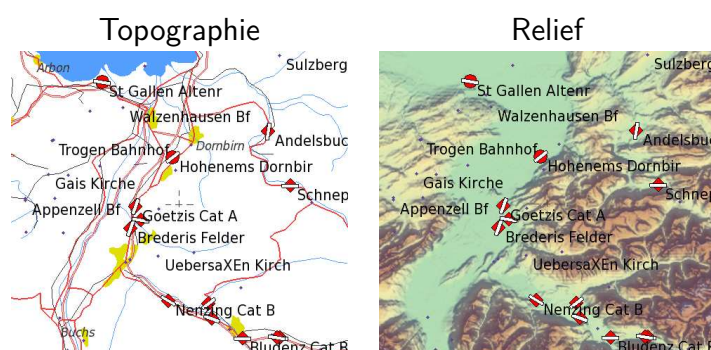 Topographie
Relief
Arbon
Sulzberg
St Gallen Altenr
Walzenhausen Bf
Dornbirn
Andelsbuc
Trogen Bahnhof
Hohenems Dornbir
Gais Kirche
Schnep
Appenzell Bf
Goetzis Cat A
Brederis Felder
UebersaXEn Kirch
Nenzing Cat B
Buchs
Bludenz Cat B
Sulzberg
St Gallen Altenr
Walzenhausen Bf
Andelsbuc
Trogen Bahnhof
Hohenems Dornbir
Gais Kirche
Schnep
Appenzell Bf
Goetzis Cat A
Brederis Felder
UebersaXEn Kirch
Nenzing Cat B
Bludenz Cat B